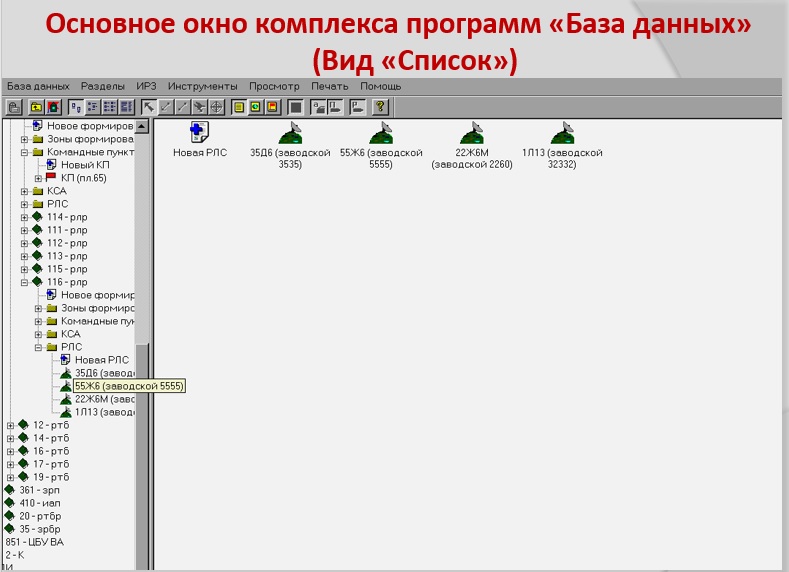 Основное окно комплекса программ «База данных»
(Вид «Список»)
База данных Разделы ИРЗ Инструменты Просмотр Печать Помощь
Новое формиров
Зоны формирова
Командные пункт
Новый КП
КП (пл.65)
КСА
РЛС
114 - рлр
111 - рлр
112 - рлр
113 - рлр
115 - рлр
116 - рлр
Новое формир
Зоны формиро
Командные пун
КСА
РЛС
Новая РЛС
35Д6 (завод
55Ж6 (заводской 5555)
22Ж6М (заво
1Л13 (заводо
12 - ртб
14 - ртб
16 - ртб
17 - ртб
19 - ртб
361 - зрп
410 - иап
20 - ртбр
35 - зрбр
851 - ЦБУ ВА
2 - К
Новая РЛС
35Д6 (заводской
3535)
55Ж6 (заводской
5555)
22Ж6М
(заводской 2260)
1Л13 (заводской
32332)